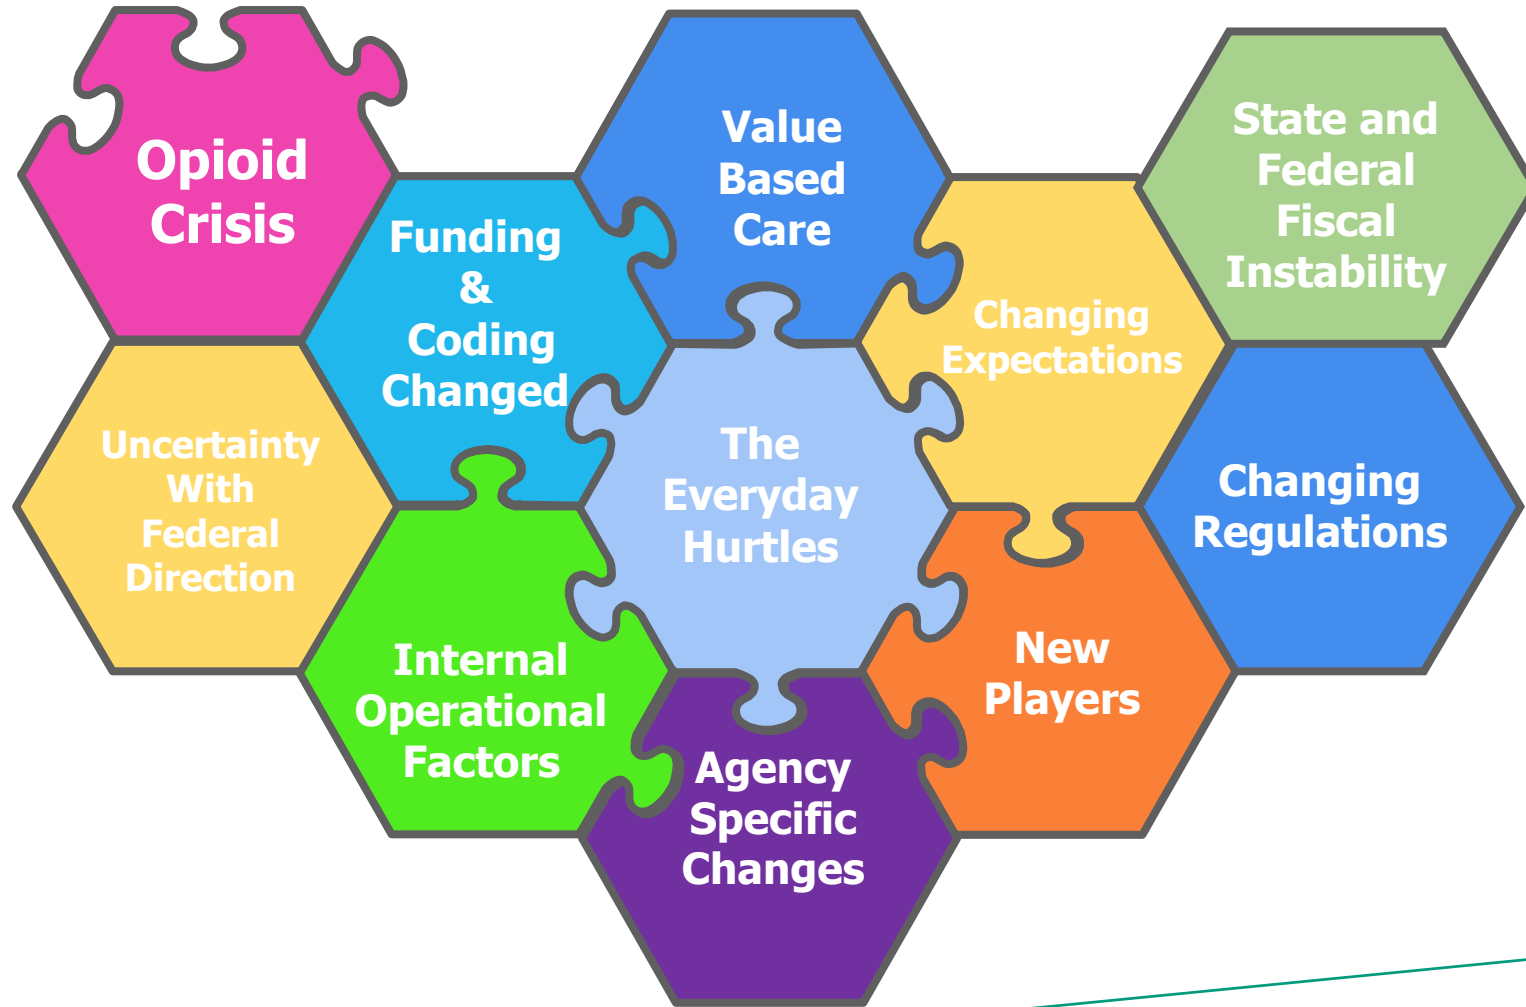 Opioid
Crisis
Funding
&
Coding
Changed
Value
Based
Care
State and
Federal
Fiscal
Instability
Changing
Expectations
Uncertainty
With
Federal
Direction
The
Everyday
Hurtles
Changing
Regulations
Internal
Operational
Factors
New
Players
Agency
Specific
Changes